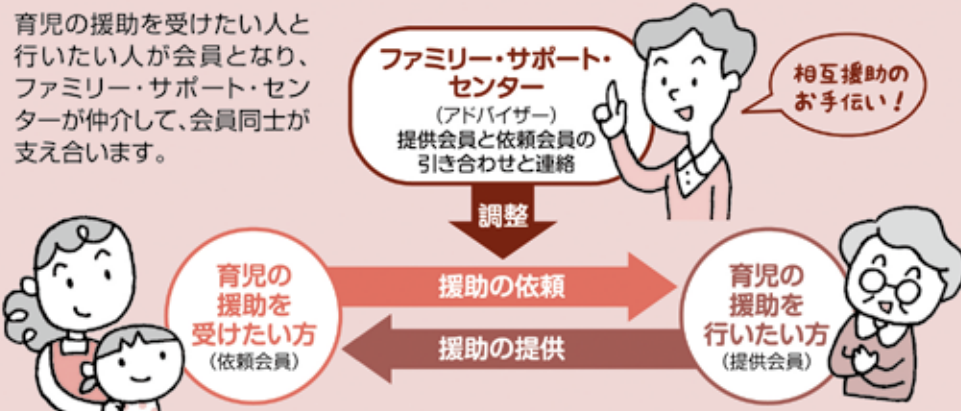 育児の援助を受けたい人と
行いたい人が会員となり、
ファミリー・サポート・セン
ターが仲介して、会員同士が
支え合います。
ファミリー・サポート・
センター
(アドバイザー)
提供会員と依頼会員の
引き合わせと連絡
相互援助の
お手伝い!
調整
育児の
援助を
受けたい方
(依頼会員)
援助の依頼
援助の提供
育児の
援助を
行いたい方
(提供会員)